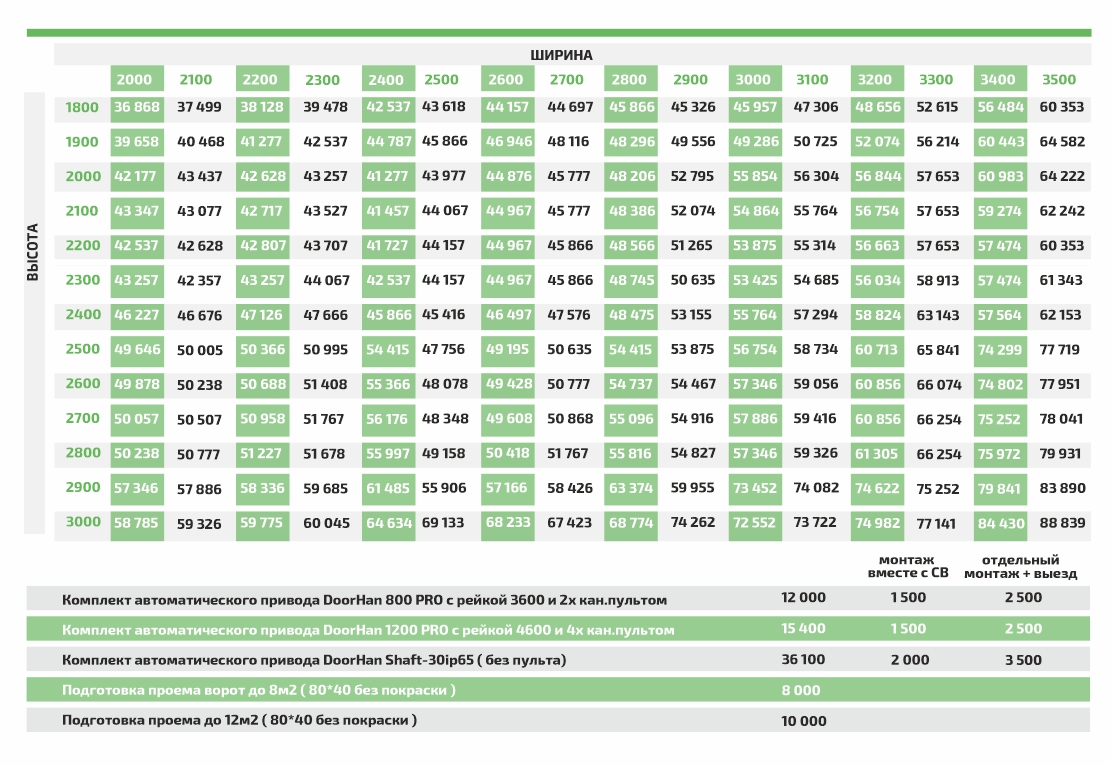 ШИРИНА
2000 2100 2200 2300 2400 2500 2600 2700 2800 2900 3000 3100 3200 3300 3400 3500
ВЫСОТА
1800 36 868 37 499 38 128 39 478 42 537 43 618 44 157 44 697 45 866 45 326 45 957 47 306 48 656 52 615 56 484 60 353
1900 39 658 40 468 41 277 42 537 44 787 45 866 46 946 48 116 48 296 49 556 49 286 50 725 52 074 56 214 60 443 64 582
2000 42 177 43 437 42 628 43 257 41 277 43 977 44 876 45 777 48 206 52 795 55 854 56 304 56 844 57 653 60 983 64 222
2100 43 347 43 077 42 717 43 527 41 457 44 067 44 967 45 777 48 386 52 074 54 864 55 764 56 754 57 653 59 274 62 242
2200 42 537 42 628 42 807 43 707 41 727 44 157 44 967 45 866 48 566 51 265 53 875 55 314 56 663 57 653 57 474 60 353
2300 43 257 42 357 43 257 44 067 42 537 44 157 44 967 45 866 48 745 50 635 53 425 54 685 56 034 58 913 57 474 61 343
2400 46 227 46 676 47 126 47 666 45 866 45 416 46 497 47 576 48 475 53 155 55 764 57 294 58 824 63 143 57 564 62 153
2500 49 646 50 005 50 366 50 995 54 415 47 756 49 195 50 635 54 415 53 875 56 754 58 734 60 713 65 841 74 299 77 719
2600 49 878 50 238 50 688 51 408 55 366 48 078 49 428 50 777 54 737 54 467 57 346 59 056 60 856 66 074 74 802 77 951
2700 50 057 50 507 50 958 51 767 56 176 48 348 49 608 50 868 55 096 54 916 57 886 59 416 60 856 66 254 75 252 78 041
2800 50 238 50 777 51 227 51 678 55 997 49 158 50 418 51 767 55 816 54 827 57 346 59 326 61 305 66 254 75 972 79 931
2900 57 346 57 886 58 336 59 685 61 485 55 906 57 166 58 426 63 374 59 955 73 452 74 082 74 622 75 252 79 841 83 890
3000 58 785 59 326 59 775 60 045 64 634 69 133 68 233 67 423 68 774 74 262 72 552 73 722 74 982 77 141 84 430 88 839
монтаж отдельный
вместе с СВ монтаж + выезд
Комплект автоматического привода DoorHan 800 PRO с рейкой 3600 и 2х кан.пультом 12 000 1 500 2 500
Комплект автоматического привода DoorHan 1200 PRO с рейкой 4600 и 4х кан.пультом 15 400 1 500 2 500
Комплект автоматического привода DoorHan Shaft-30ip65 ( без пульта) 36 100 2 000 3 500
Подготовка проема ворот до 8м2 ( 80*40 без покраски ) 8 000
Подготовка проема до 12м2 ( 80*40 без покраски ) 10 000